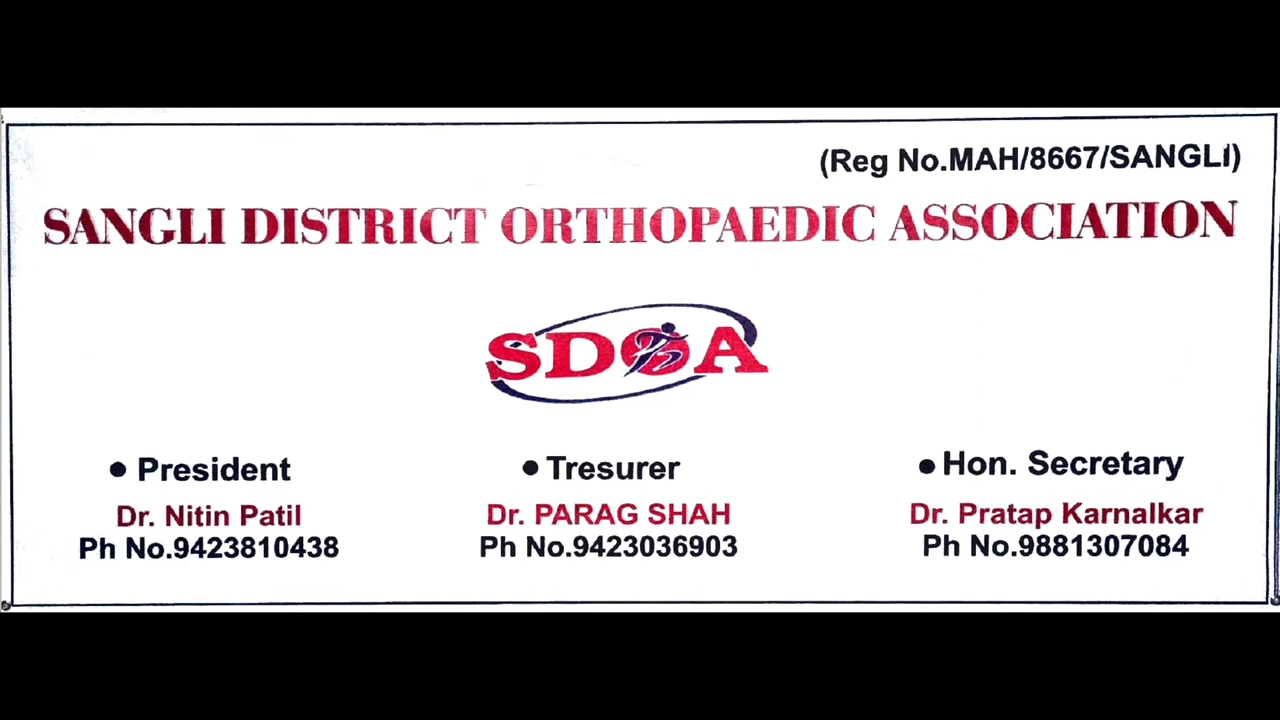 (Reg No.MAH/8667/SANGLI)
SANGLI DISTRICT ORTHOPAEDIC ASSOCIATION
SDOA
• President
Dr. Nitin Patil
Ph No.9423810438
• Tresurer
Dr. PARAG SHAH
Ph No.9423036903
• Hon. Secretary
Dr. Pratap Karnalkar
Ph No.9881307084